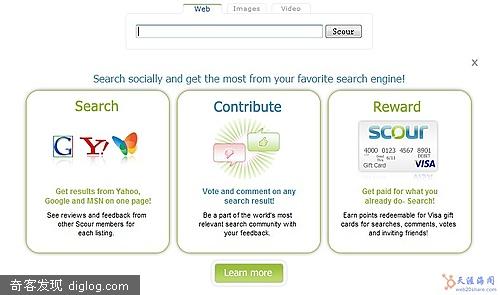 Web Images Video
Scour
X
Search socially and get the most from your favorite search engine!
Search
G Y!
Get results from Yahoo,
Google and MSN on one page!
See reviews and feedback from
other Scour members for
each listing.
Contribute
Vote and comment on any
search result!
Be a part of the world's most
relevant search community with
your feedback.
Reward
scour
4000 0123 4567 8901
DEBIT
Gift Card VISA
Get paid for what you
already do- Search!
Earn points redeemable for Visa gift
cards for searches, comments, votes
and inviting friends!
Learn more
奇客发现 diglog.com
天涯海阁
web20share.com